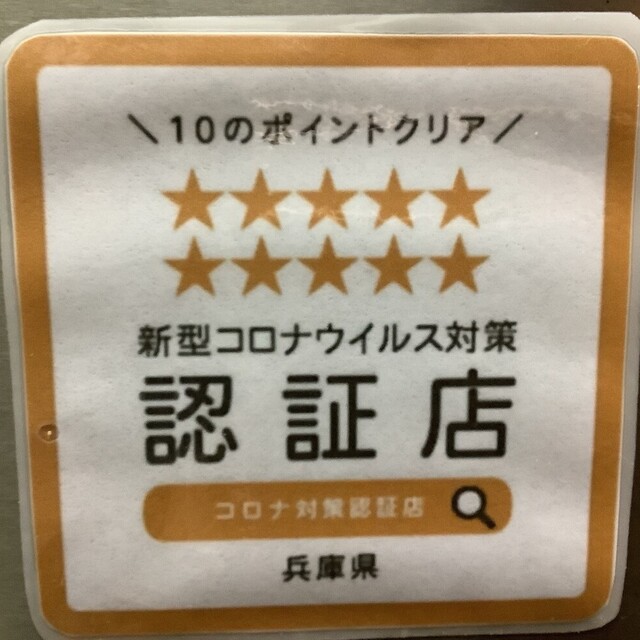 \10のポイントクリア/
★★★★★
★★★★★
新型コロナウイルス対策
認証店
コロナ対策認証店
兵庫県